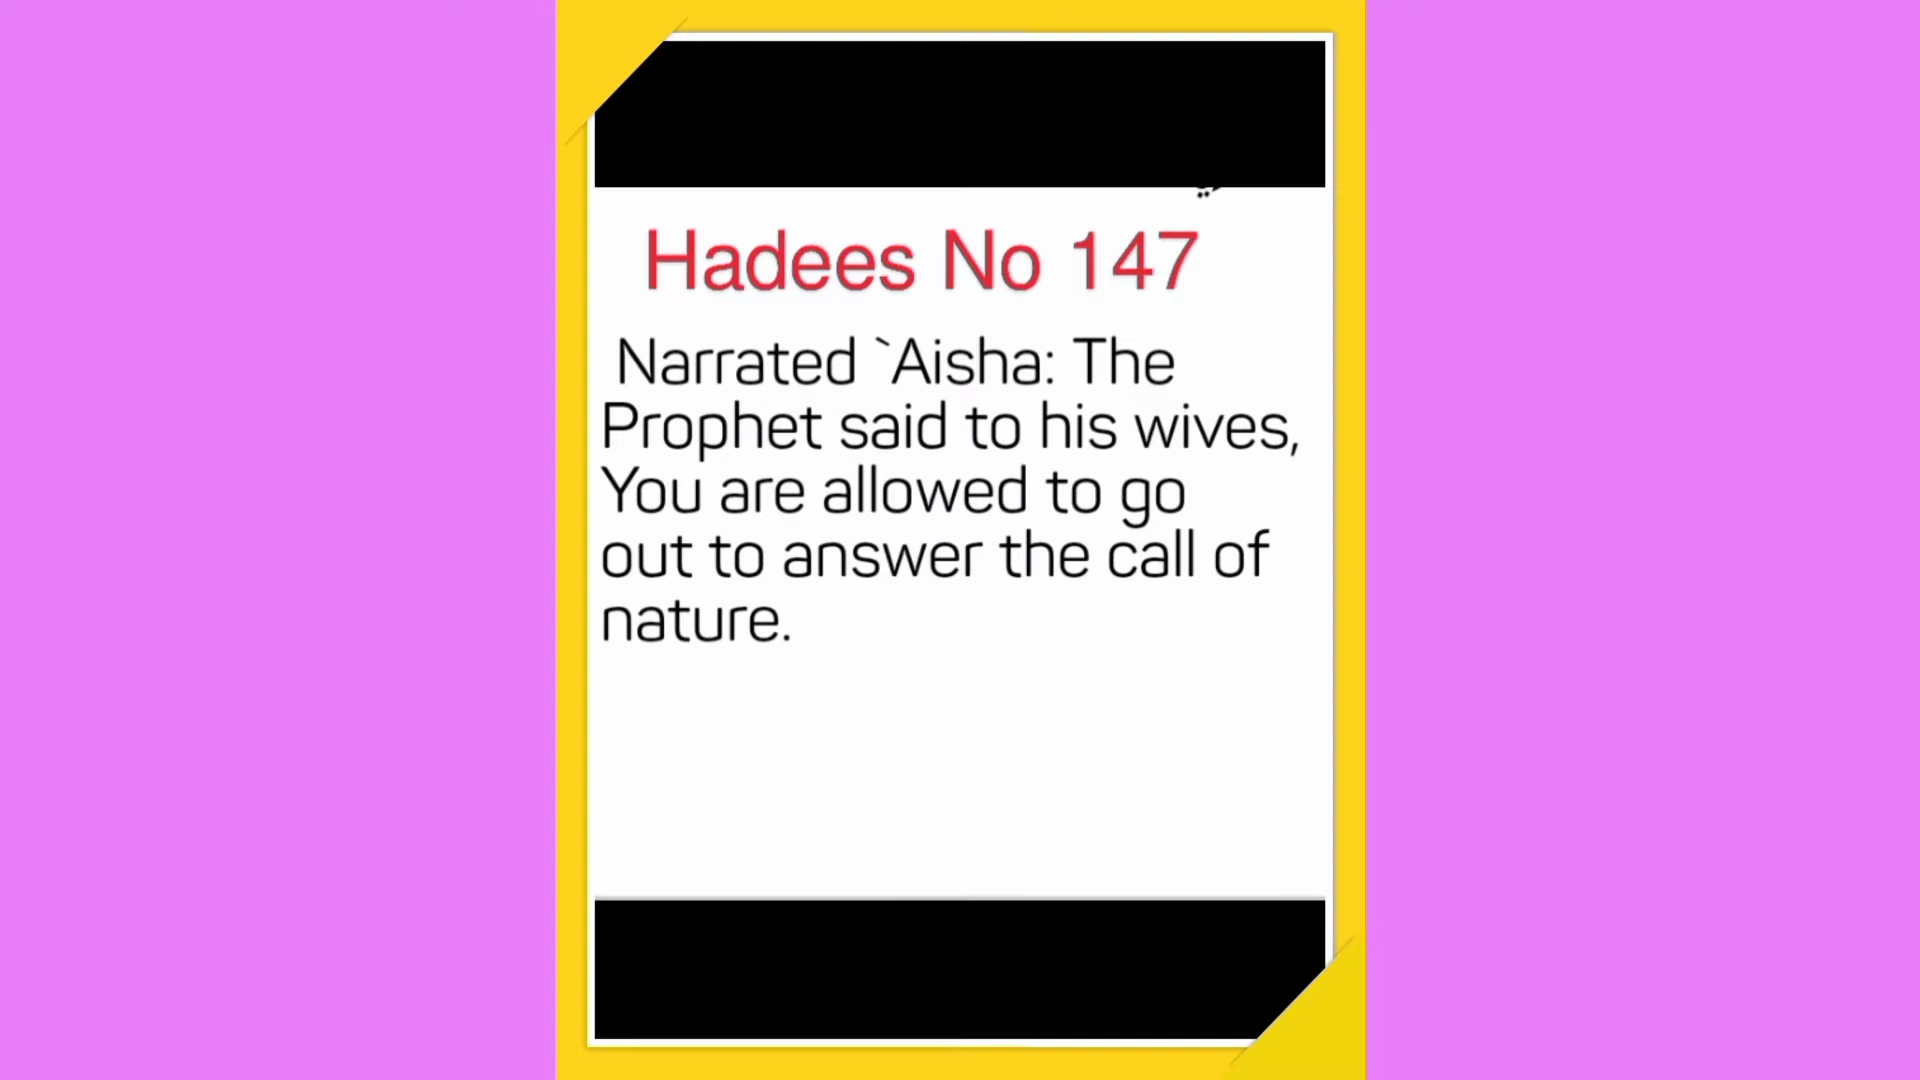 Hadees No 147
Narrated `Aisha: The
Prophet said to his wives,
You are allowed to go
out to answer the call of
nature.